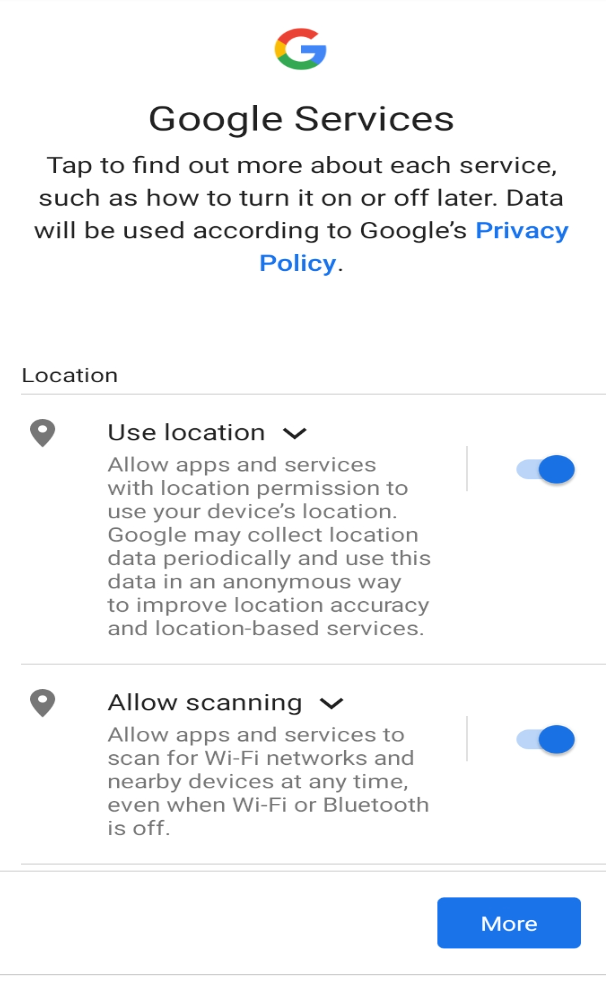 Google Services
Tap to find out more about each service,
such as how to turn it on or off later. Data
will be used according to Google’s Privacy
Policy.
Location
Use location
Allow apps and services
with location permission to
use your device’s location.
Google may collect location
data periodically and use this
data in an anonymous way
to improve location accuracy
and location-based services.
Allow scanning
Allow apps and services to
scan for Wi-Fi networks and
nearby devices at any time,
even when Wi-Fi or Bluetooth
is off.
More